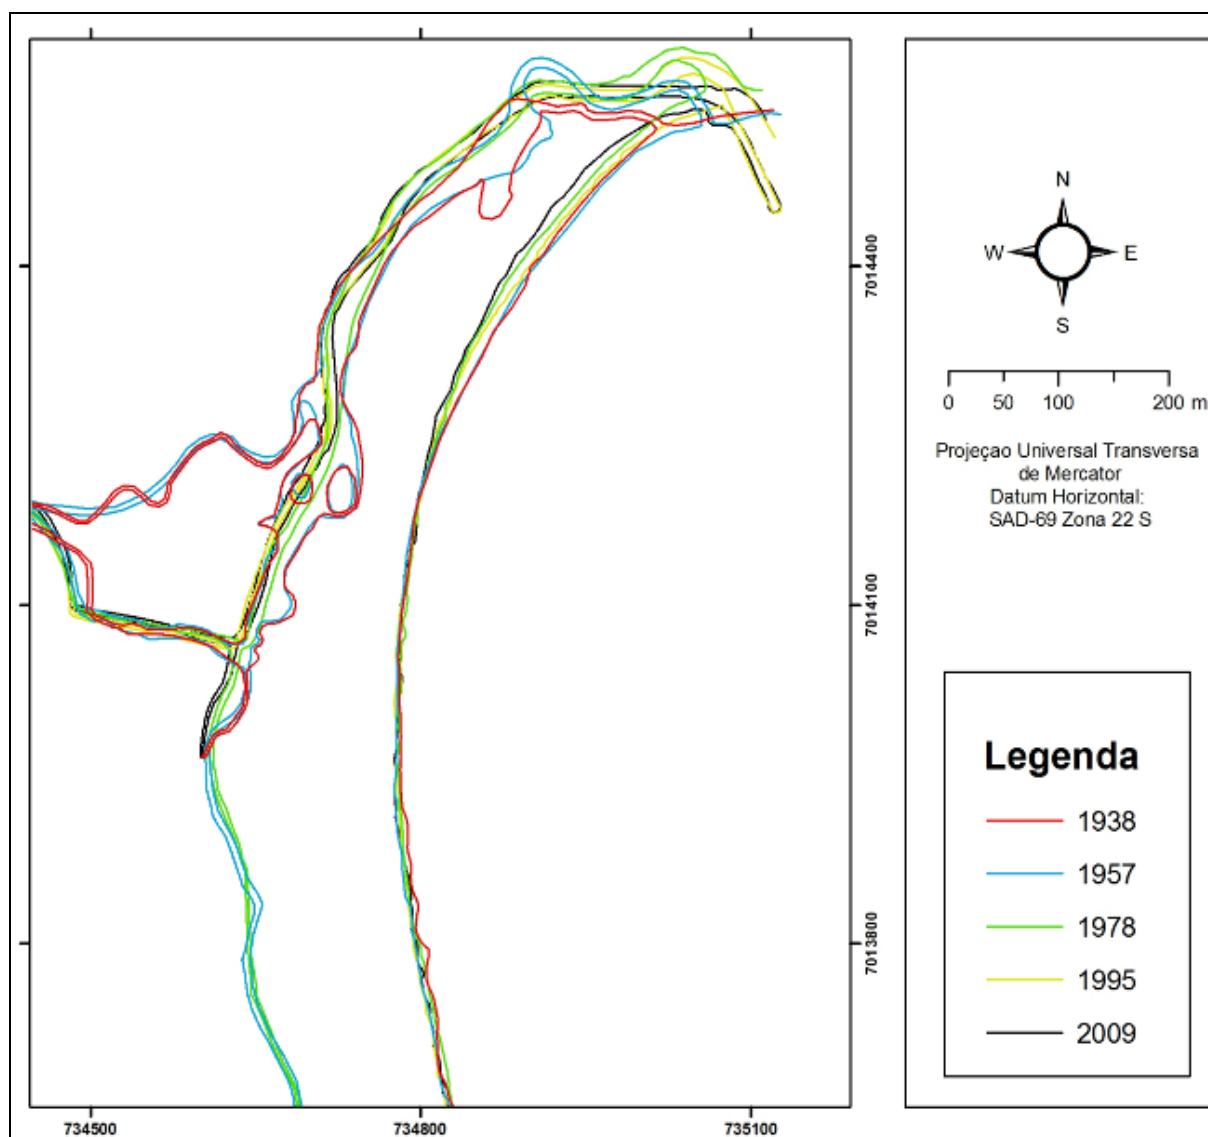 7014400
7014100
7013800
734500
734800
735100
N
W
E
S
0 50 100 200 m
Projeçao Universal Transversa
de Mercator
Datum Horizontal:
SAD-69 Zona 22 S
Legenda
1938
1957
1978
1995
2009